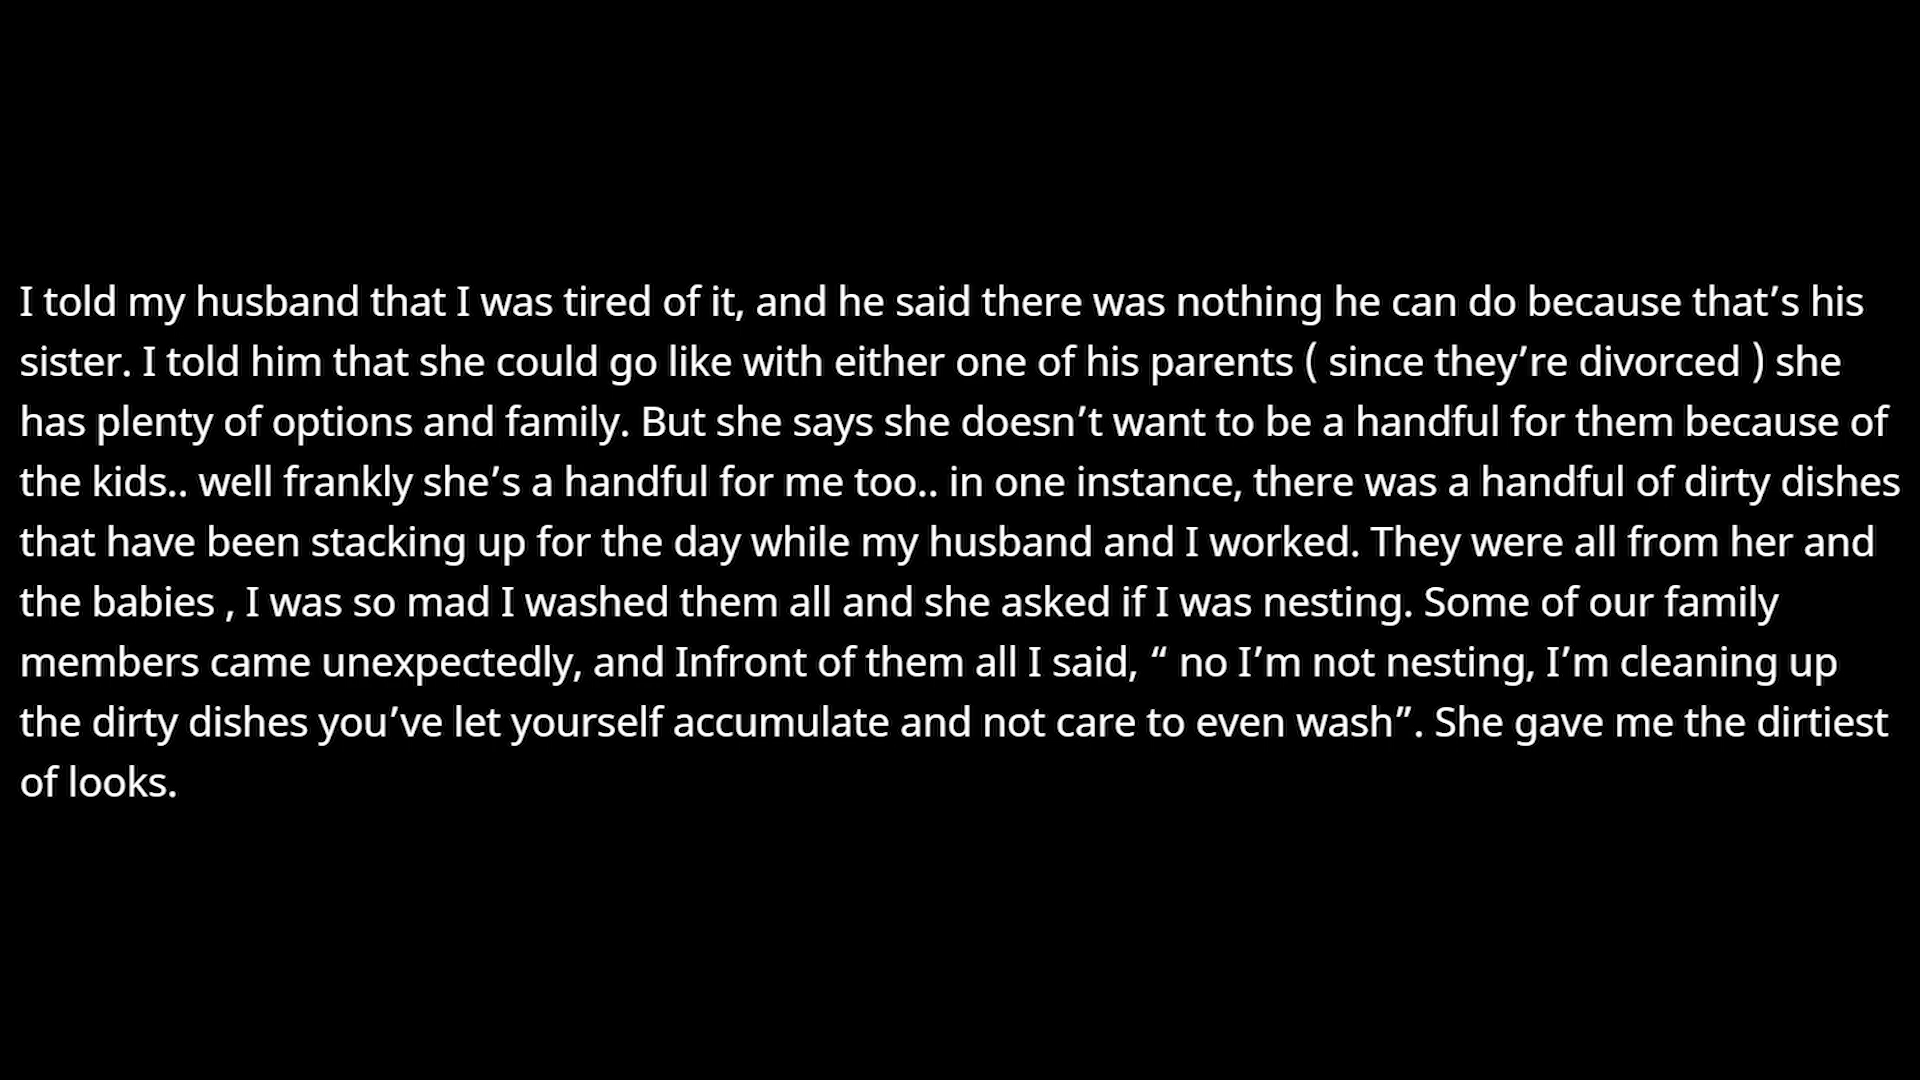 I told my husband that I was tired of it, and he said there was nothing he can do because that’s his
sister. I told him that she could go like with either one of his parents ( since they’re divorced ) she
has plenty of options and family. But she says she doesn’t want to be a handful for them because of
the kids.. well frankly she’s a handful for me too.. in one instance, there was a handful of dirty dishes
that have been stacking up for the day while my husband and I worked. They were all from her and
the babies , I was so mad I washed them all and she asked if I was nesting. Some of our family
members came unexpectedly, and Infront of them all I said, “ no I’m not nesting, I’m cleaning up
the dirty dishes you’ve let yourself accumulate and not care to even wash”. She gave me the dirtiest
of looks.